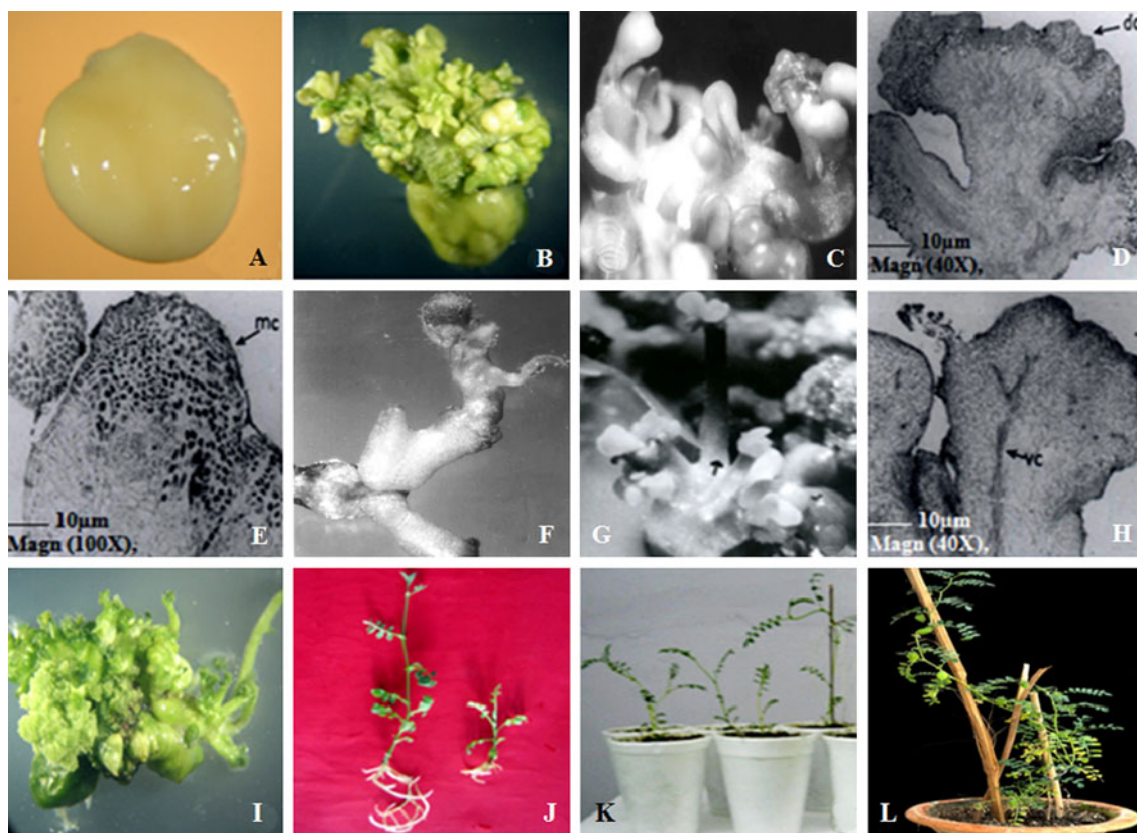 A
B
C
dc
10µm
Magn (40X),
D
mc
10µm
Magn (100X),
E
F
G
vc
10µm
Magn (40X),
H
I
J
K
L